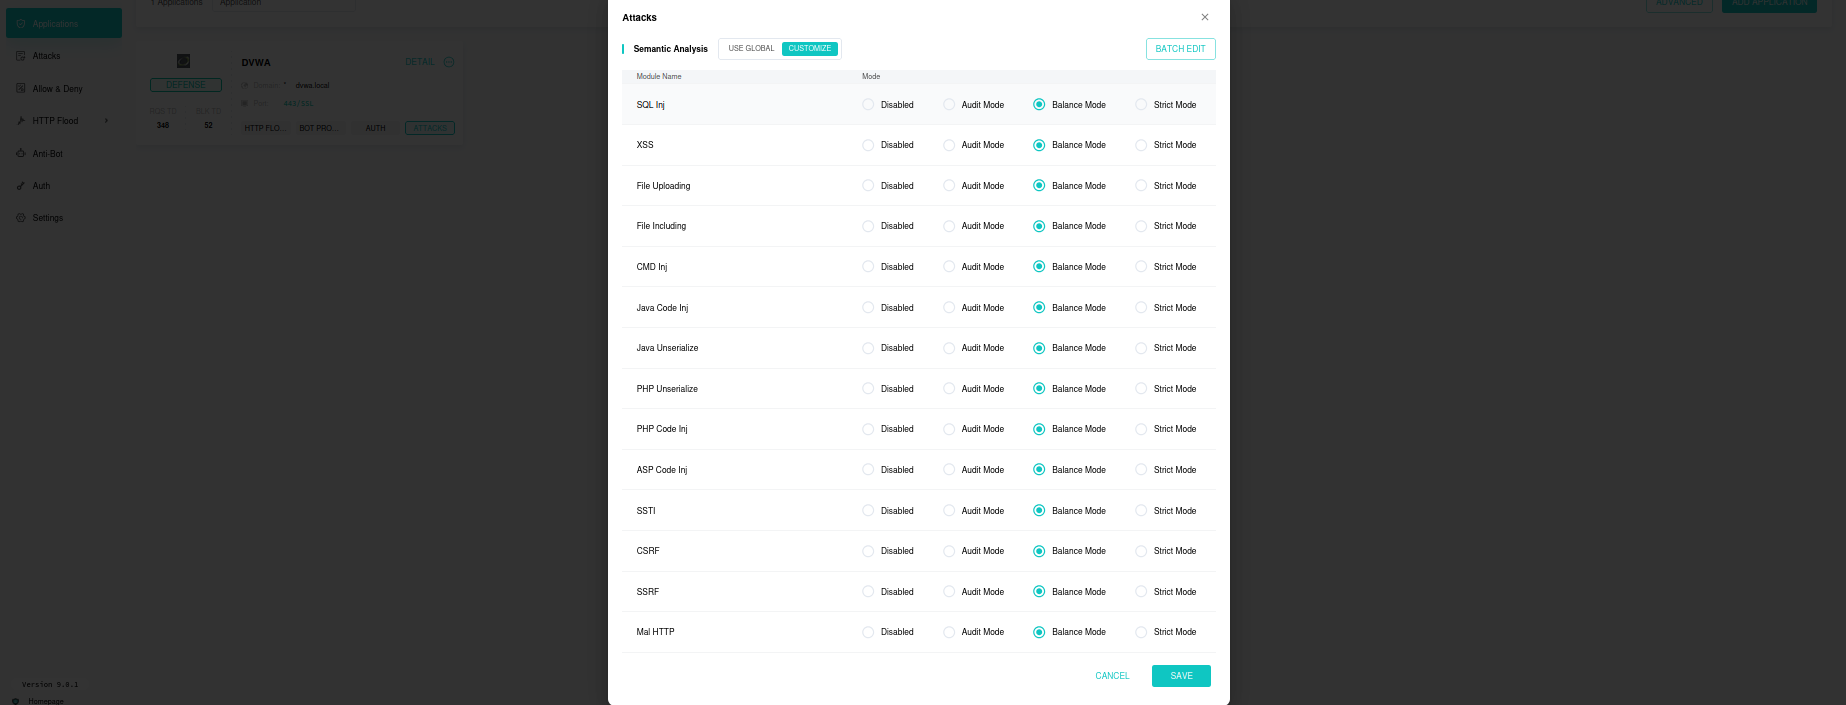 Applications
1 Applications
Application
ADVANCED
ADD APPLICATION
Attacks
Allow & Deny
HTTP Flood
Anti-Bot
Auth
Settings
DVWA
DETAIL
DEFENSE
dvwa.local
348
52
HTTP FLO...
BOT PRO...
AUTH
ATTACKS
Version 9.0.1
Homepage
Attacks
Semantic Analysis USE GLOBAL CUSTOMIZE BATCH EDIT
Module Name Mode
SQL Inj Disabled Audit Mode Balance Mode Strict Mode
XSS Disabled Audit Mode Balance Mode Strict Mode
File Uploading Disabled Audit Mode Balance Mode Strict Mode
File Including Disabled Audit Mode Balance Mode Strict Mode
CMD Inj Disabled Audit Mode Balance Mode Strict Mode
Java Code Inj Disabled Audit Mode Balance Mode Strict Mode
Java Unserialize Disabled Audit Mode Balance Mode Strict Mode
PHP Unserialize Disabled Audit Mode Balance Mode Strict Mode
PHP Code Inj Disabled Audit Mode Balance Mode Strict Mode
ASP Code Inj Disabled Audit Mode Balance Mode Strict Mode
SSTI Disabled Audit Mode Balance Mode Strict Mode
CSRF Disabled Audit Mode Balance Mode Strict Mode
SSRF Disabled Audit Mode Balance Mode Strict Mode
Mal HTTP Disabled Audit Mode Balance Mode Strict Mode
CANCEL SAVE